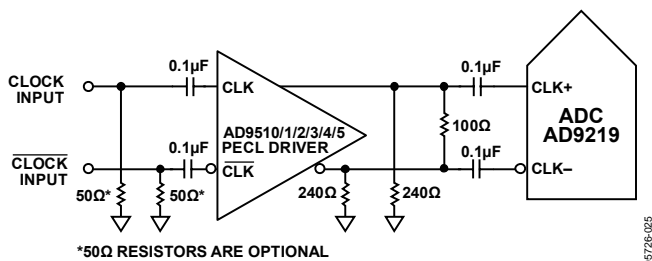 CLOCK
INPUT
0.1µF
CLK
AD9510/1/2/3/4/5
PECL DRIVER
0.1µF
CLK+
ADC
AD9219
100Ω
CLOCK
INPUT
0.1µF
CLK
0.1µF
CLK–
50Ω*
50Ω*
240Ω
240Ω
*50Ω RESISTORS ARE OPTIONAL
5726-025